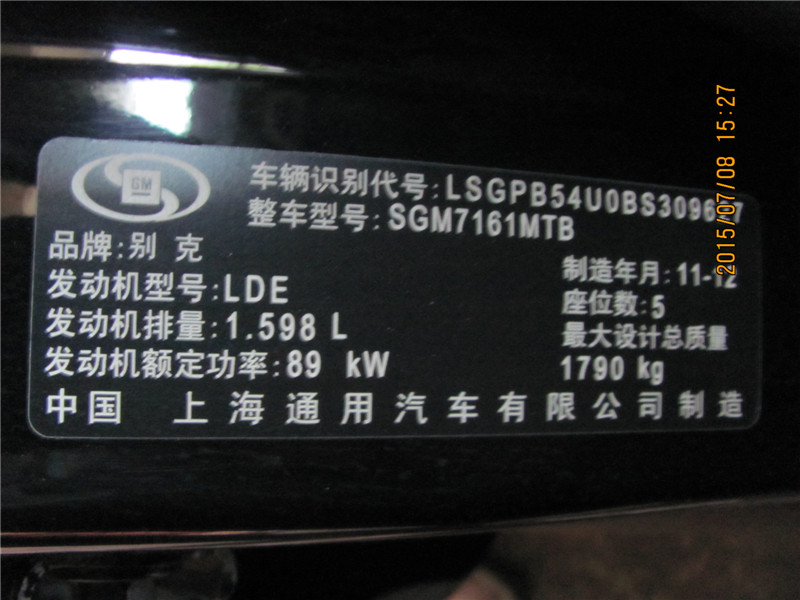 2015/07/08 15:27
GM
车辆识别代号:LSGPB54U0BS309627
整车型号:SGM7161MTB
品牌:别 克
发动机型号:LDE
发动机排量:1.598 L
发动机额定功率:89 kW
制造年月:11-12
座位数:5
最大设计总质量
1790 kg
中国 上海通用汽车有限公司制造